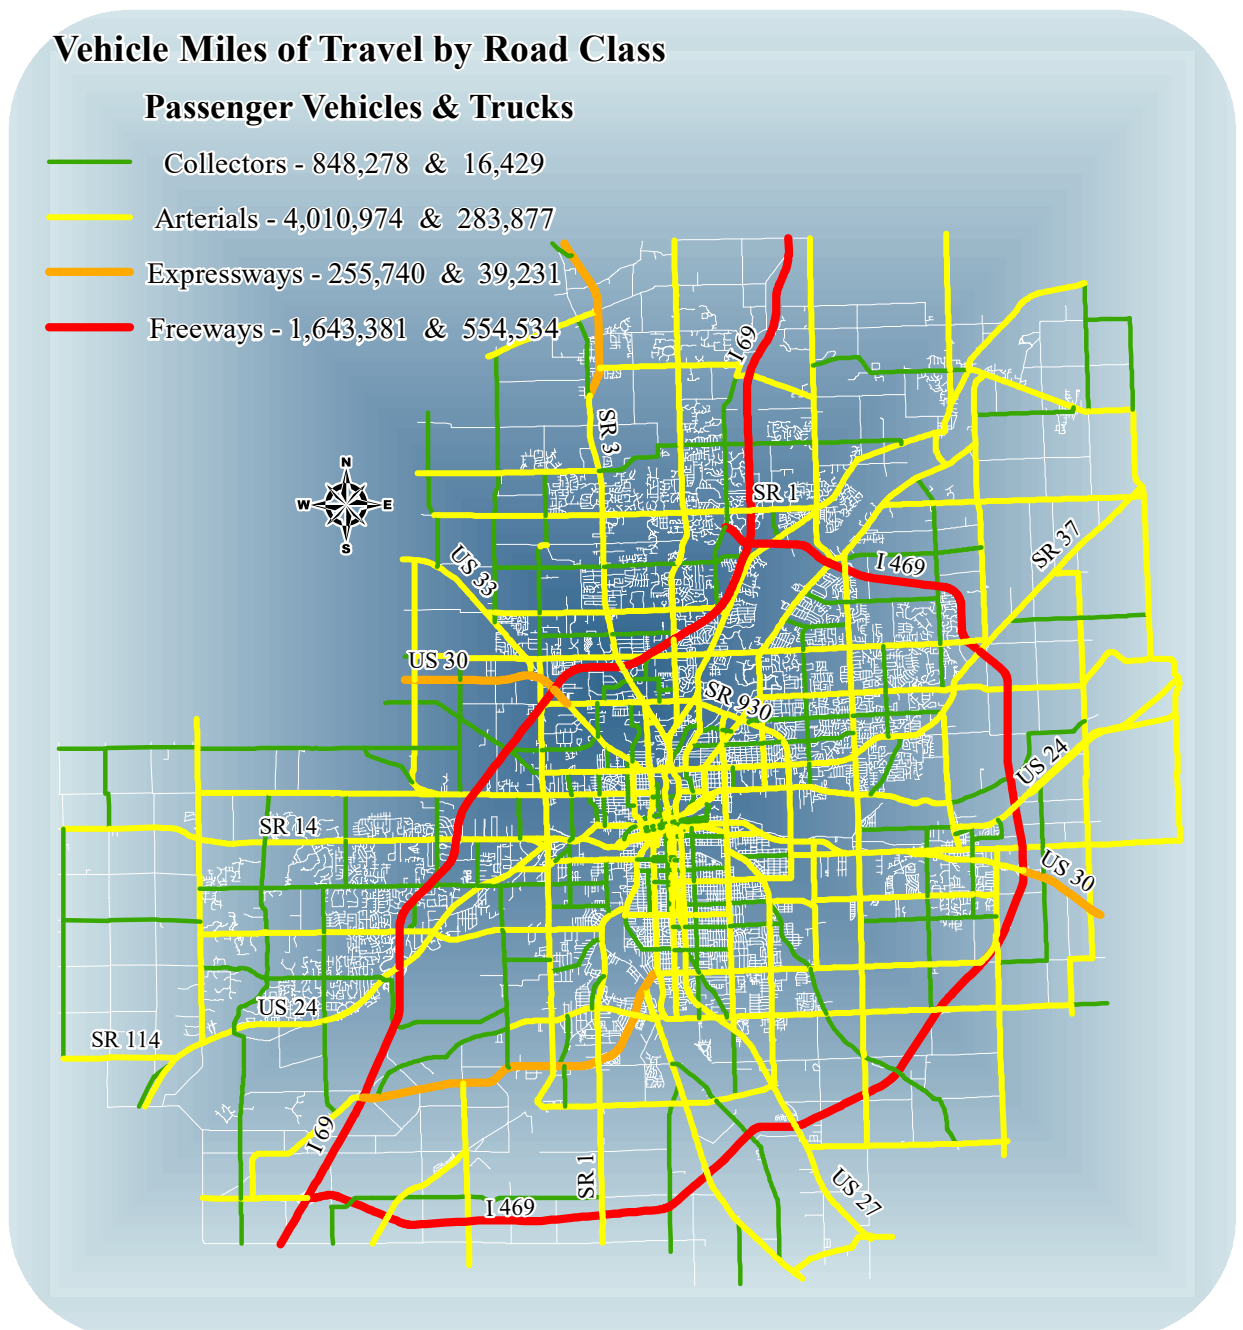 Vehicle Miles of Travel by Road Class
Passenger Vehicles & Trucks
Collectors - 848,278 & 16,429
Arterials - 4,010,974 & 283,877
Expressways - 255,740 & 39,231
Freeways - 1,643,381 & 554,534
I 69
SR 3
N
W E
S
SR 1
US 33
SR 37
I 469
US 30
SR 930
US 24
SR 14
US 30
US 24
SR 114
I 69
SR 1
US 27
I 469